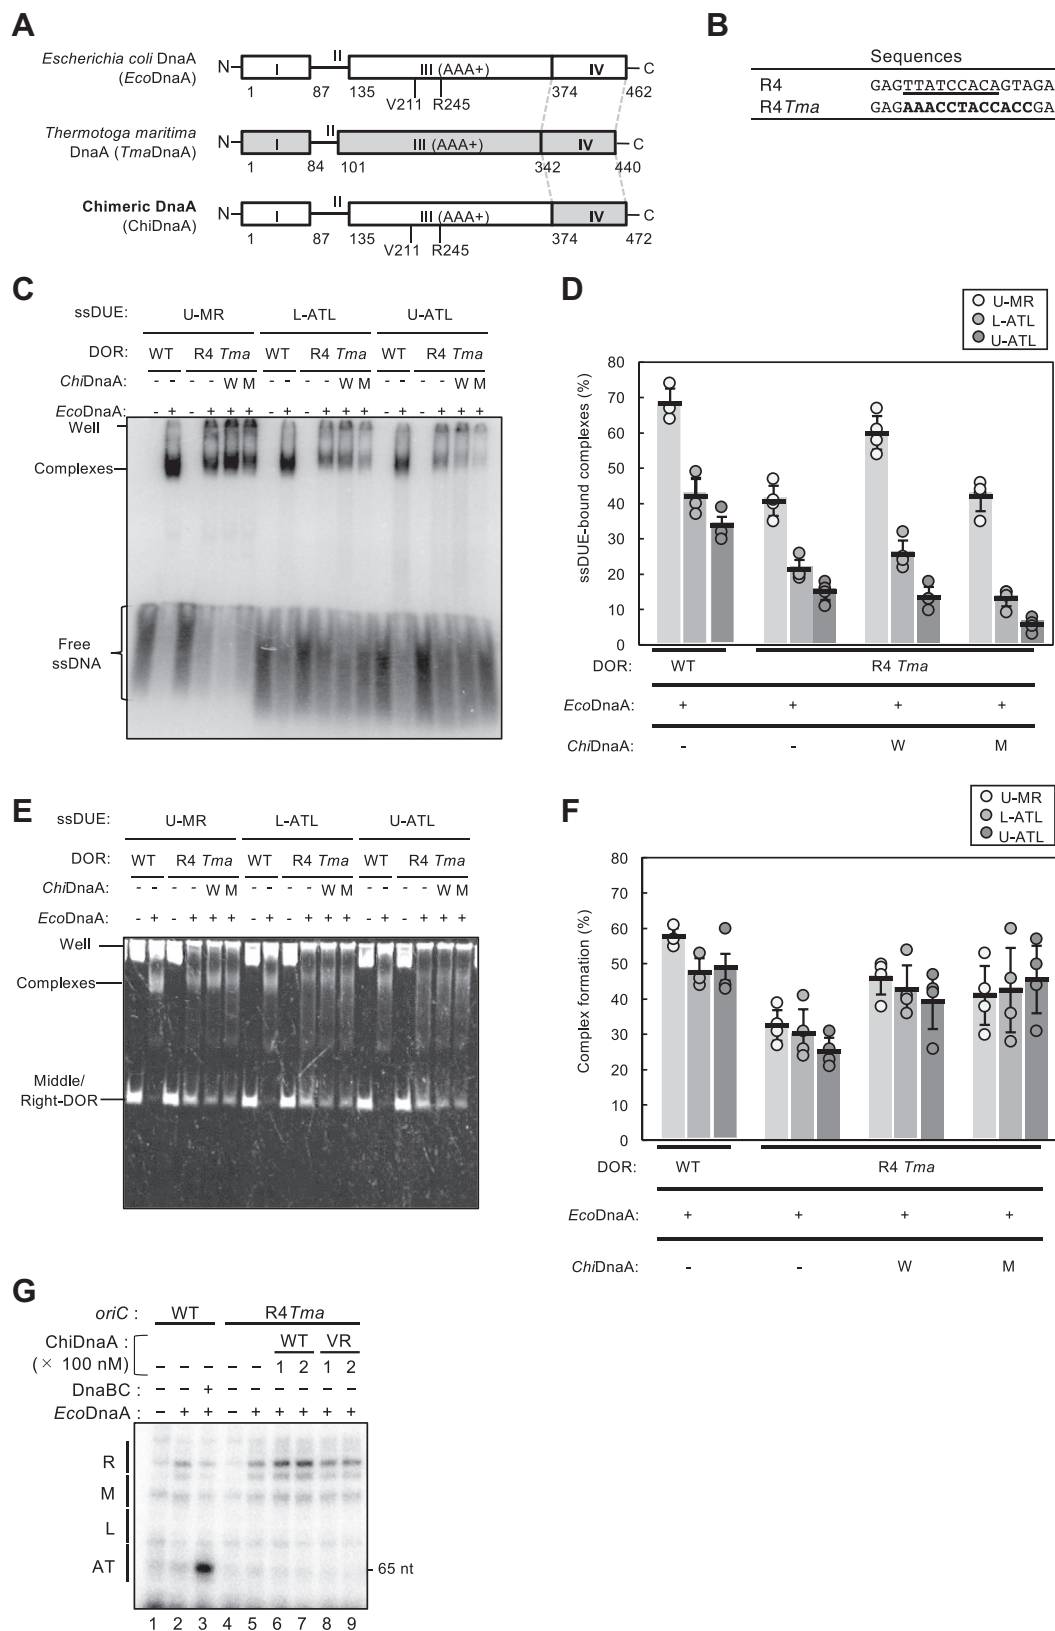 A
Escherichia coli DnaA
(EcoDnaA)
N
I
II
III (AAA+)
IV
C
1
87
135
V211
R245
374
462
Thermotoga maritima
DnaA (TmaDnaA)
N
I
II
III (AAA+)
IV
C
1
84
101
342
440
Chimeric DnaA
(ChiDnaA)
N
I
II
III (AAA+)
IV
C
1
87
135
V211
R245
374
472
B
Sequences
R4 GAGTTATCCACAGTAGA
R4Tma GAGAAACCTACCACCGA
C
ssDUE: U-MR L-ATL U-ATL
DOR: WT R4 Tma WT R4 Tma WT R4 Tma
ChiDnaA: - - - - W M - - - - W M - - - - W M
EcoDnaA: - + - + + + - + - + + + - + - + + +
Well
Complexes
Free
ssDNA
D
U-MR
L-ATL
U-ATL
ssDUE-bound complexes (%)
80
70
60
50
40
30
20
10
0
DOR: WT R4 Tma
EcoDnaA: + + + +
ChiDnaA: - - W M
E
ssDUE: U-MR L-ATL U-ATL
DOR: WT R4 Tma WT R4 Tma WT R4 Tma
ChiDnaA: - - - - W M - - - - W M - - - - W M
EcoDnaA: - + - + + + - + - + + + - + - + + +
Well
Complexes
Middle/
Right-DOR
F
U-MR
L-ATL
U-ATL
Complex formation (%)
80
70
60
50
40
30
20
10
0
DOR: WT R4 Tma
EcoDnaA: + + + +
ChiDnaA: - - W M
G
oriC : WT R4Tma
ChiDnaA : WT VR
(× 100 nM) – – – – – 1 2 1 2
DnaBC : – – + – – – – – –
EcoDnaA : – + + – + + + + +
R
M
L
AT
65 nt
1 2 3 4 5 6 7 8 9